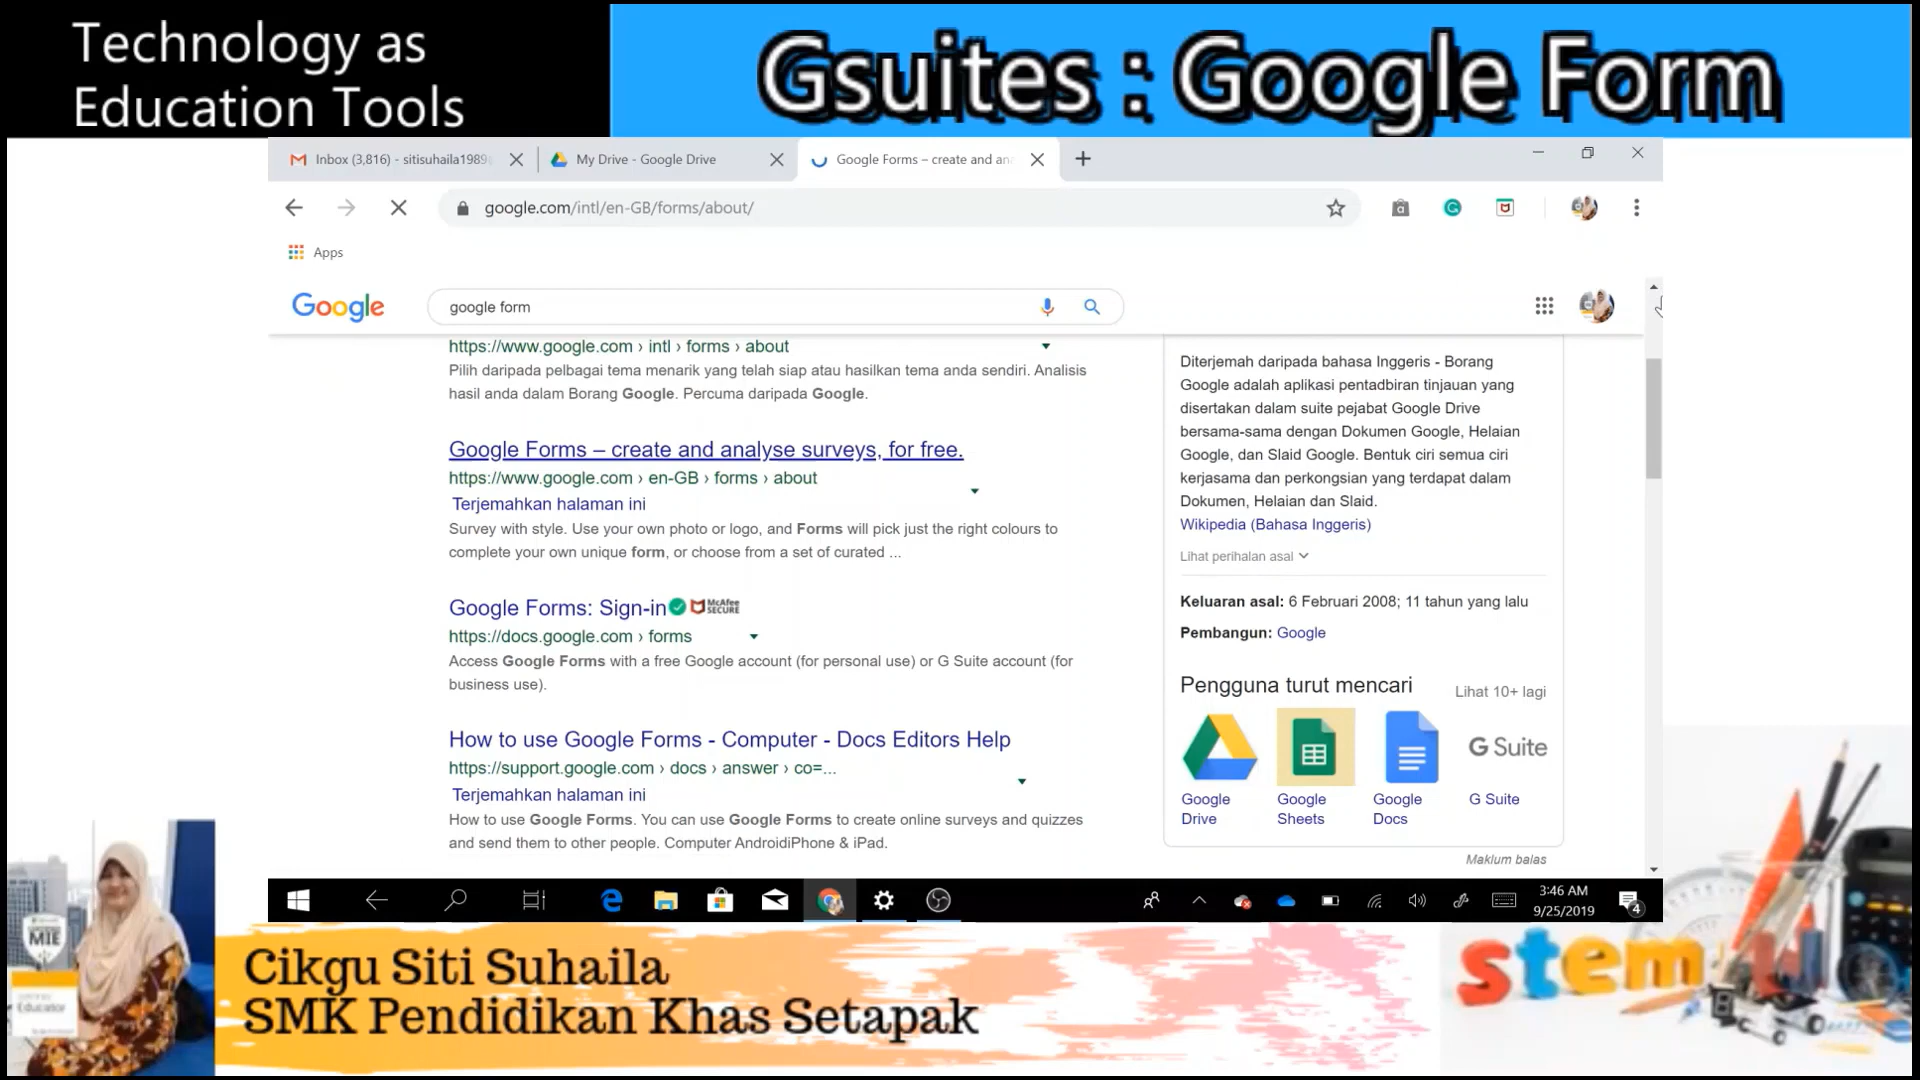 Technology as
Education Tools
Gsuites : Google Form
Inbox (3,816) - sitisuhaila1989
My Drive - Google Drive
Google Forms – create and an
google.com/intl/en-GB/forms/about/
Apps
Google
google form
https://www.google.com › intl › forms › about
Pilih daripada pelbagai tema menarik yang telah siap atau hasilkan tema anda sendiri. Analisis
hasil anda dalam Borang Google. Percuma daripada Google.
Google Forms – create and analyse surveys, for free.
https://www.google.com › en-GB › forms › about
Terjemahkan halaman ini
Survey with style. Use your own photo or logo, and Forms will pick just the right colours to
complete your own unique form, or choose from a set of curated ...
Google Forms: Sign-in
McAfee
SECURE
https://docs.google.com › forms
Access Google Forms with a free Google account (for personal use) or G Suite account (for
business use).
How to use Google Forms - Computer - Docs Editors Help
https://support.google.com › docs › answer › co=...
Terjemahkan halaman ini
How to use Google Forms. You can use Google Forms to create online surveys and quizzes
and send them to other people. Computer AndroidiPhone & iPad.
Diterjemah daripada bahasa Inggeris - Borang
Google adalah aplikasi pentadbiran tinjauan yang
disertakan dalam suite pejabat Google Drive
bersama-sama dengan Dokumen Google, Helaian
Google, dan Slaid Google. Bentuk ciri semua ciri
kerjasama dan perkongsian yang terdapat dalam
Dokumen, Helaian dan Slaid.
Wikipedia (Bahasa Inggeris)
Lihat perihalan asal
Keluaran asal: 6 Februari 2008; 11 tahun yang lalu
Pembangun: Google
Pengguna turut mencari
Lihat 10+ lagi
G Suite
Google
Drive
Google
Sheets
Google
Docs
G Suite
Maklum balas
3:46 AM
9/25/2019
4
MIE
Educator
Cikgu Siti Suhaila
SMK Pendidikan Khas Setapak
stem